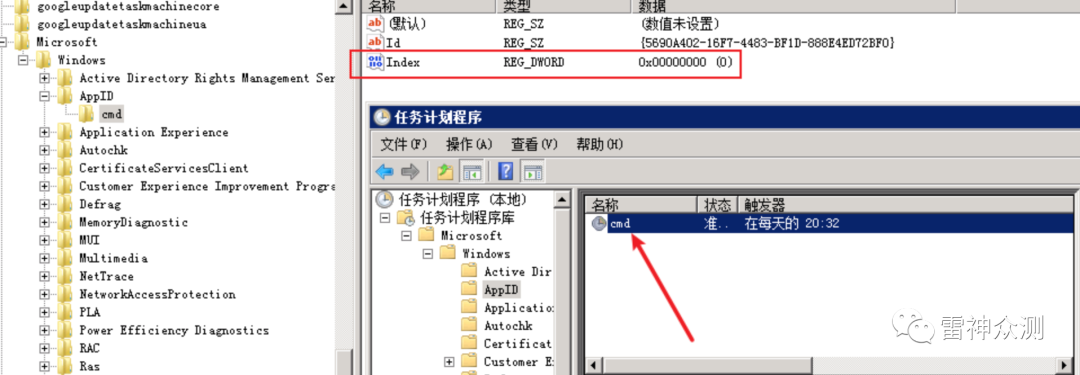 googleupdatetaskmachinecore
googleupdatetaskmachineua
Microsoft
Windows
Active Directory Rights Management Ser
AppID
cmd
Application Experience
Autochk
CertificateServicesClient
Customer Experience Improvement Progra
Defrag
MemoryDiagnostic
MUI
Multimedia
NetTrace
NetworkAccessProtection
PLA
Power Efficiency Diagnostics
RAC
Ras
名称 类型 数据
(默认) REG_SZ (数值未设置)
Id REG_SZ {5690A402-16F7-4483-BF1D-888E4ED72BF0}
Index REG_DWORD 0x00000000 (0)
任务计划程序
文件(F) 操作(A) 查看(V) 帮助(H)
任务计划程序 (本地)
任务计划程序库
Microsoft
Windows
Active Dir
AppID
Application
Autochk
Certificat
Customer E
名称 状态 触发器
cmd 准.. 在每天的 20:32
雷神众测